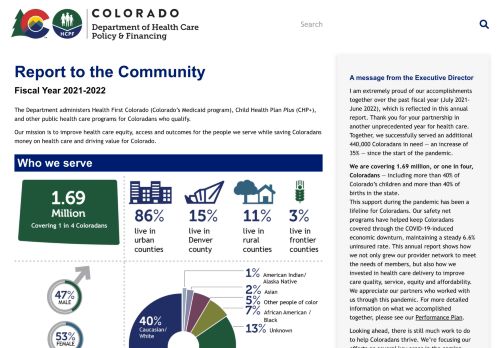 COLORADO
Department of Health Care
Policy & Financing
HCPF
Search
Report to the Community
Fiscal Year 2021-2022
The Department administers Health First Colorado (Colorado's Medicaid program), Child Health Plan Plus (CHP+),
and other public health care programs for Coloradans who qualify.
Our mission is to improve health care equity, access and outcomes for the people we serve while saving Coloradans
money on health care and driving value for Colorado.
Who we serve
1.69
Million
Covering 1 in 4 Coloradans
86%
live in
urban
counties
15%
live in
Denver
county
11%
live in
rural
counties
3%
live in
frontier
counties
47%
MALE
53%
FEMALE
40%
Caucasian/
White
1% American Indian/
Alaska Native
2% Asian
5% Other people of color
7% African American /
Black
13% Unknown
A message from the Executive Director
I am extremely proud of our accomplishments
together over the past fiscal year (July 2021-
June 2022), which is reflected in this annual
report. Thank you for your partnership in
another unprecedented year for health care.
Together, we successfully served an additional
440,000 Coloradans in need — an increase of
35% — since the start of the pandemic.
We are covering 1.69 million, or one in four,
Coloradans — including more than 40% of
Colorado's children and more than 40% of
births in the state.
This support during the pandemic has been a
lifeline for Coloradans. Our safety net
programs have helped keep Coloradans
covered through the COVID-19-induced
economic downturn, maintaining a steady 6.6%
uninsured rate. This annual report shows how
we not only grew our provider network to meet
the needs of members, but also how we
invested in health care delivery to improve
care quality, service, equity and affordability.
We appreciate our partners who worked with
us through this pandemic. For more detailed
information on what we accomplished
together, please see our Performance Plan.
Looking ahead, there is still much work to do
to help Coloradans thrive. We're focusing our